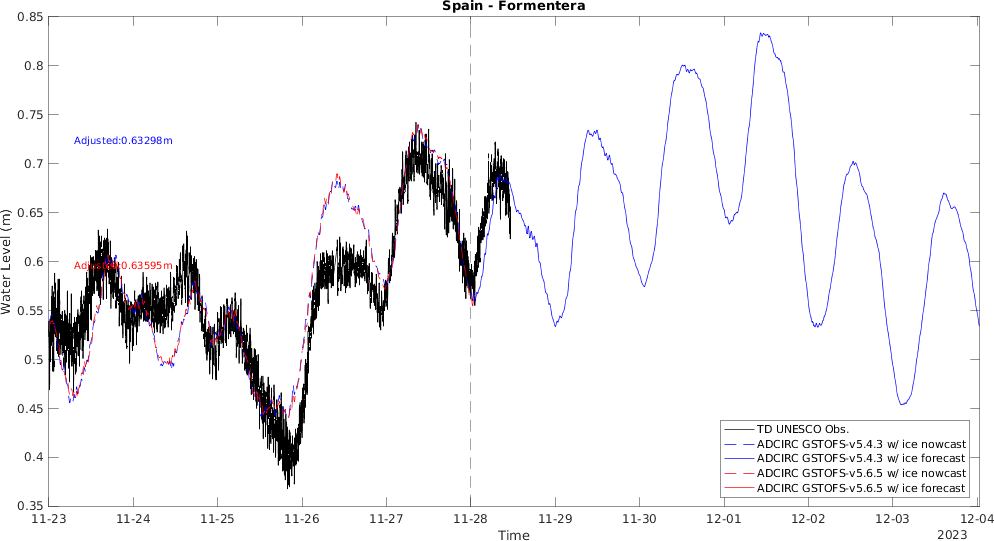 Spain - Formentera
0.85
0.8
0.75
0.7
0.65
0.6
0.55
0.5
0.45
0.4
0.35
Water Level (m)
Adjusted:0.63298m
Adjusted:0.63595m
TD UNESCO Obs.
ADCIRC GSTOFS-v5.4.3 w/ ice nowcast
ADCIRC GSTOFS-v5.4.3 w/ ice forecast
ADCIRC GSTOFS-v5.6.5 w/ ice nowcast
ADCIRC GSTOFS-v5.6.5 w/ ice forecast
11-23 11-24 11-25 11-26 11-27 11-28 11-29 11-30 12-01 12-02 12-03 12-04
Time
2023